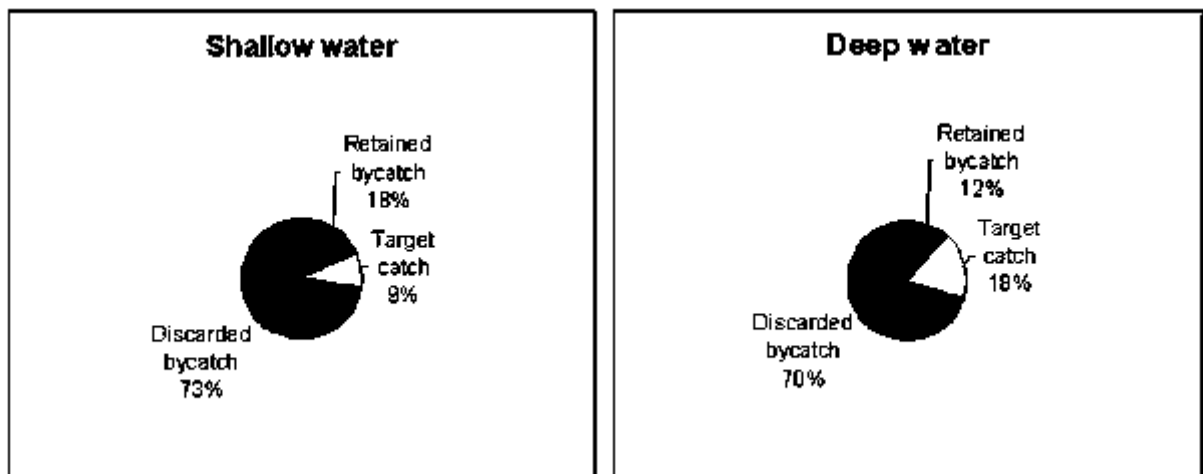 Shallow water
Retained
bycatch
18%
Target
catch
9%
Discarded
bycatch
73%
Deep water
Retained
bycatch
12%
Target
catch
18%
Discarded
bycatch
70%